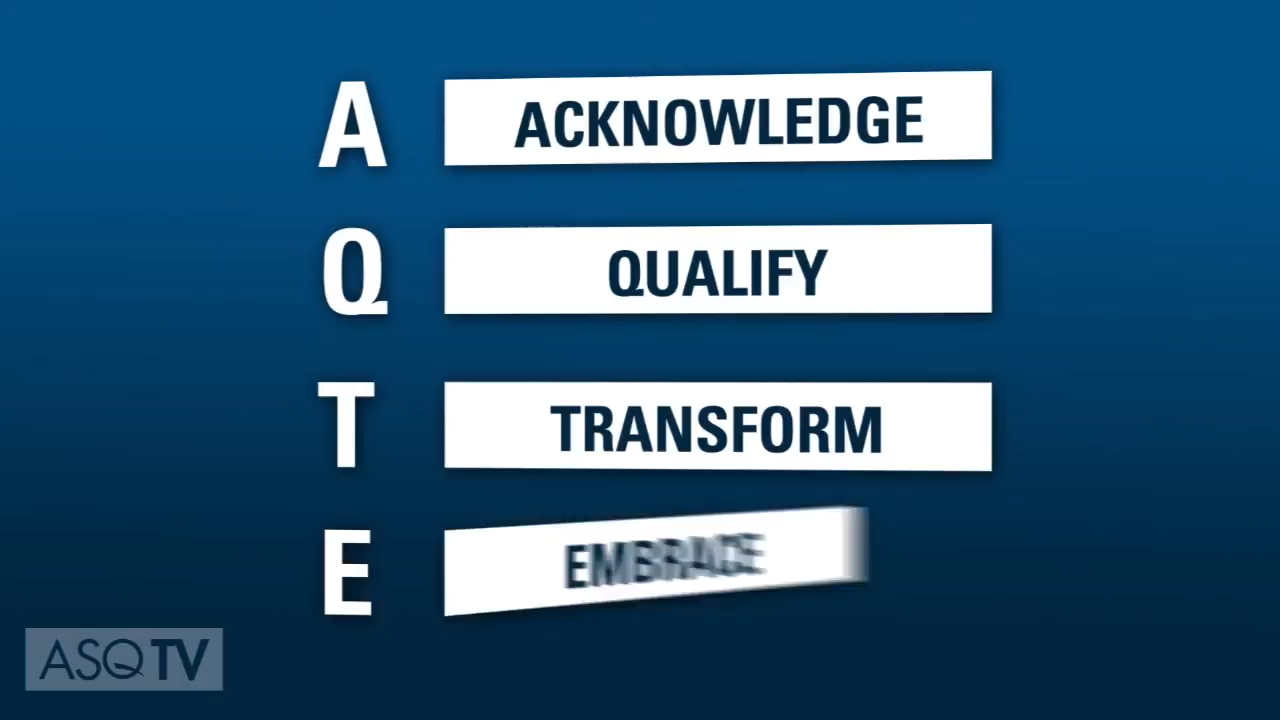 A ACKNOWLEDGE
Q QUALIFY
T TRANSFORM
E EMBRACE
ASQTV